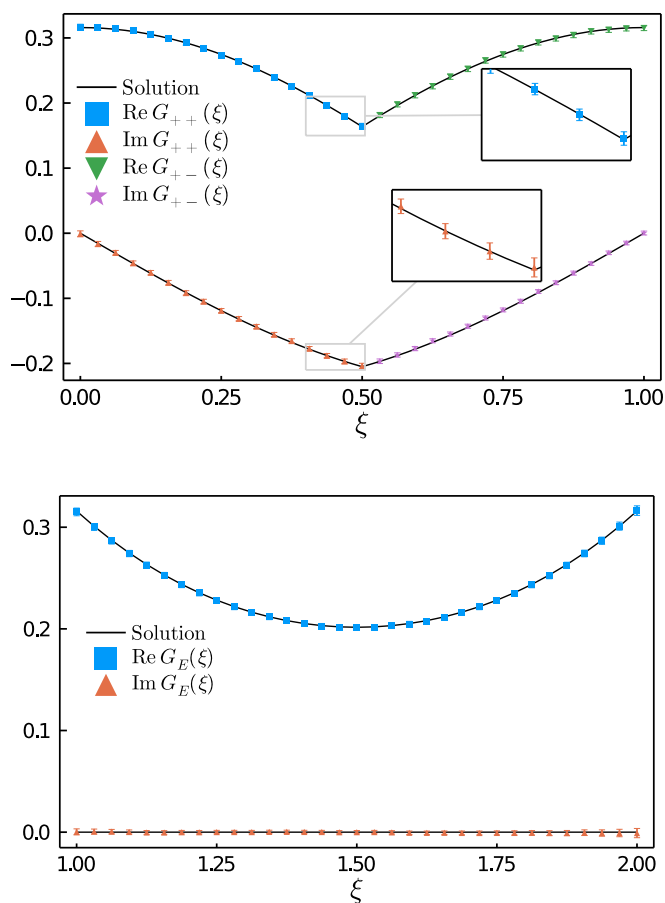 0.3
0.2
0.1
0.0
−0.1
−0.2
Solution
Re G₊₊(ξ)
Im G₊₊(ξ)
Re G₊₋(ξ)
Im G₊₋(ξ)
0.00 0.25 0.50 0.75 1.00
ξ
0.3
0.2
0.1
0.0
Solution
Re G_E(ξ)
Im G_E(ξ)
1.00 1.25 1.50 1.75 2.00
ξ